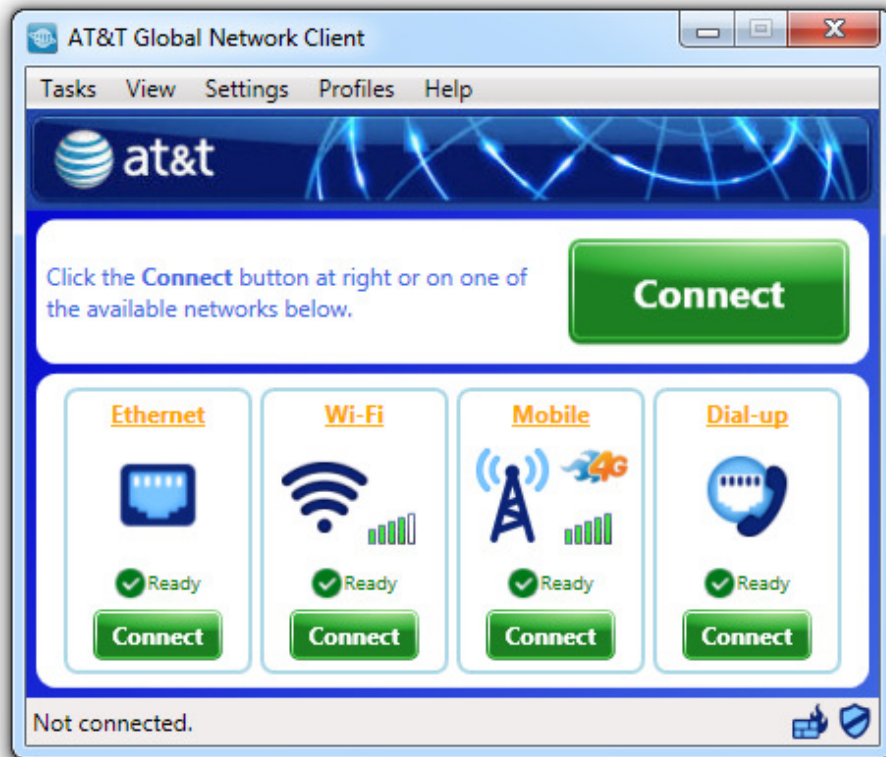 AT&T Global Network Client
Tasks View Settings Profiles Help
at&t
Click the Connect button at right or on one of
the available networks below.
Connect
Ethernet Wi-Fi Mobile Dial-up
4G
Ready Ready Ready Ready
Connect Connect Connect Connect
Not connected.